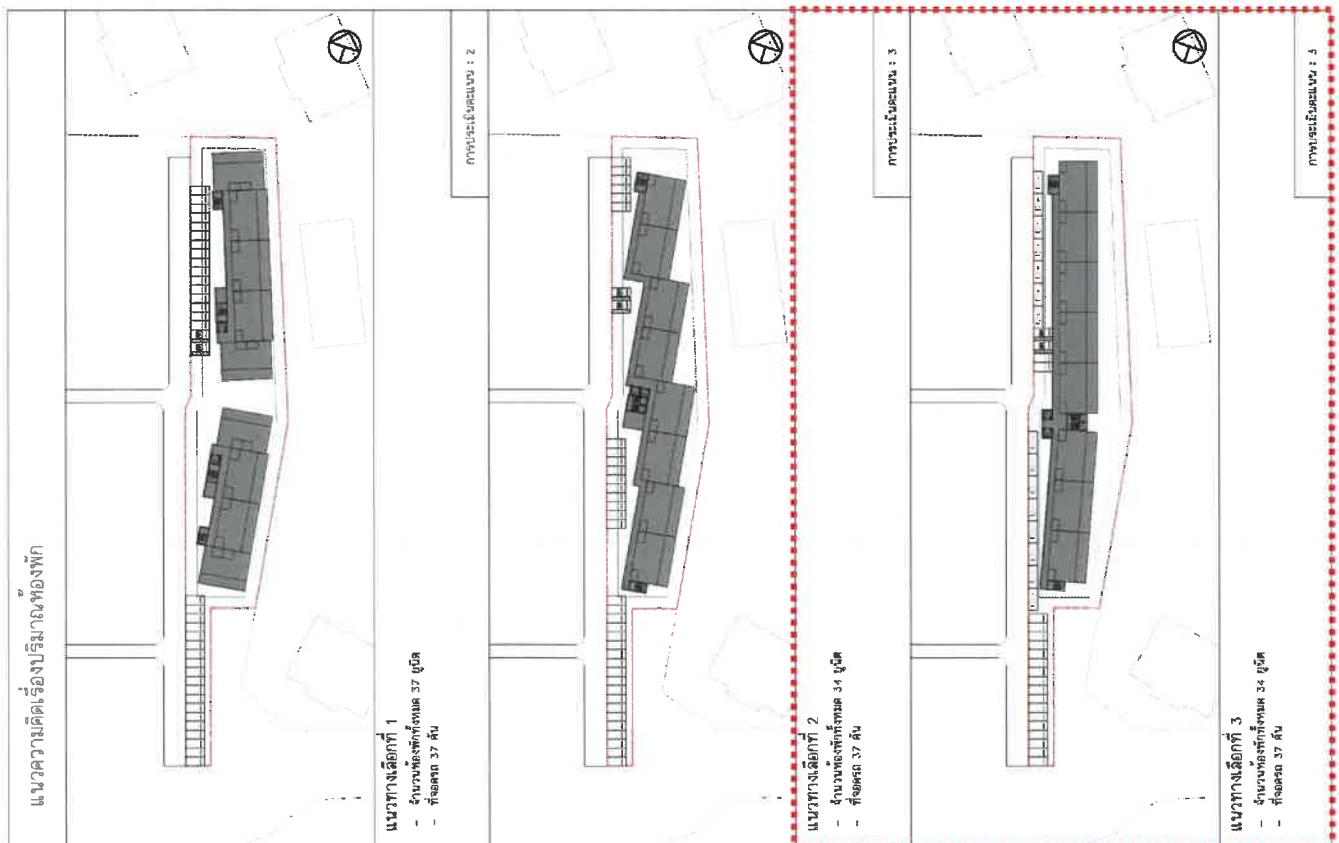 แนวความคิดเรื่องปริมาณห้องพัก
แนวทางเลือกที่ 1
- จำนวนห้องพักทั้งหมด 37 ยูนิต
- ที่จอดรถ 37 คัน
การประเมินคะแนน : 2
แนวทางเลือกที่ 2
- จำนวนห้องพักทั้งหมด 34 ยูนิต
- ที่จอดรถ 37 คัน
การประเมินคะแนน : 3
แนวทางเลือกที่ 3
- จำนวนห้องพักทั้งหมด 34 ยูนิต
- ที่จอดรถ 37 คัน
การประเมินคะแนน :